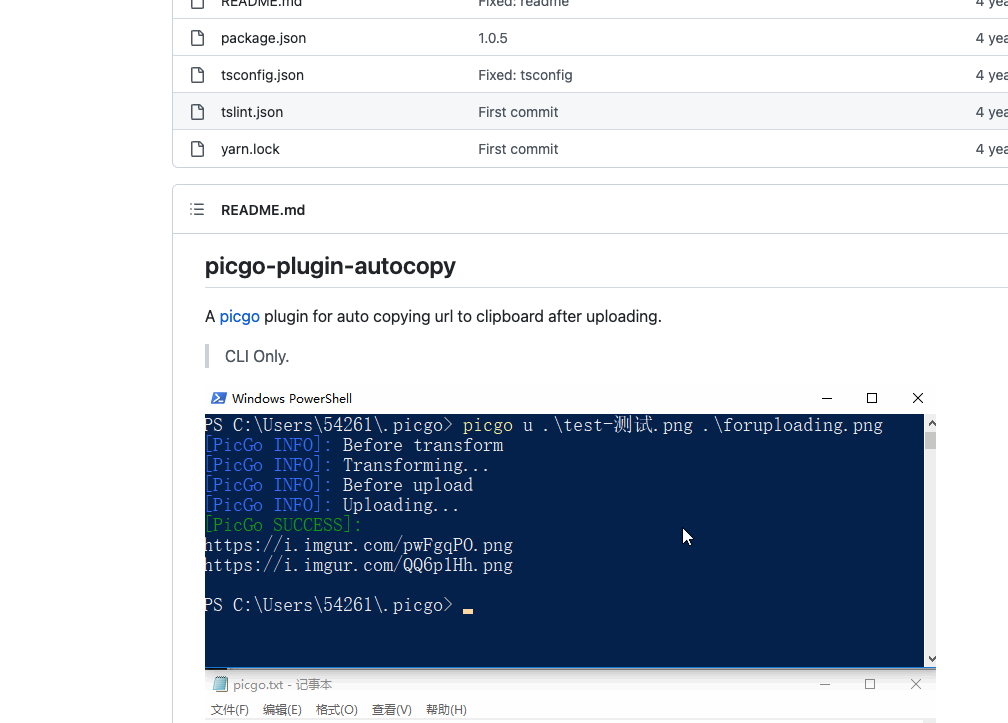 README.md Fixed: readme 4 yea
package.json 1.0.5 4 yea
tsconfig.json Fixed: tsconfig 4 yea
tslint.json First commit 4 yea
yarn.lock First commit 4 yea
README.md
picgo-plugin-autocopy
A picgo plugin for auto copying url to clipboard after uploading.
CLI Only.
Windows PowerShell
PS C:\Users\54261\.picgo> picgo u .\test-测试.png .\foruploading.png
[PicGo INFO]: Before transform
[PicGo INFO]: Transforming...
[PicGo INFO]: Before upload
[PicGo INFO]: Uploading...
[PicGo SUCCESS]:
https://i.imgur.com/pwFgqPO.png
https://i.imgur.com/QQ6plHh.png
PS C:\Users\54261\.picgo>
picgo.txt - 记事本
文件(F) 编辑(E) 格式(O) 查看(V) 帮助(H)